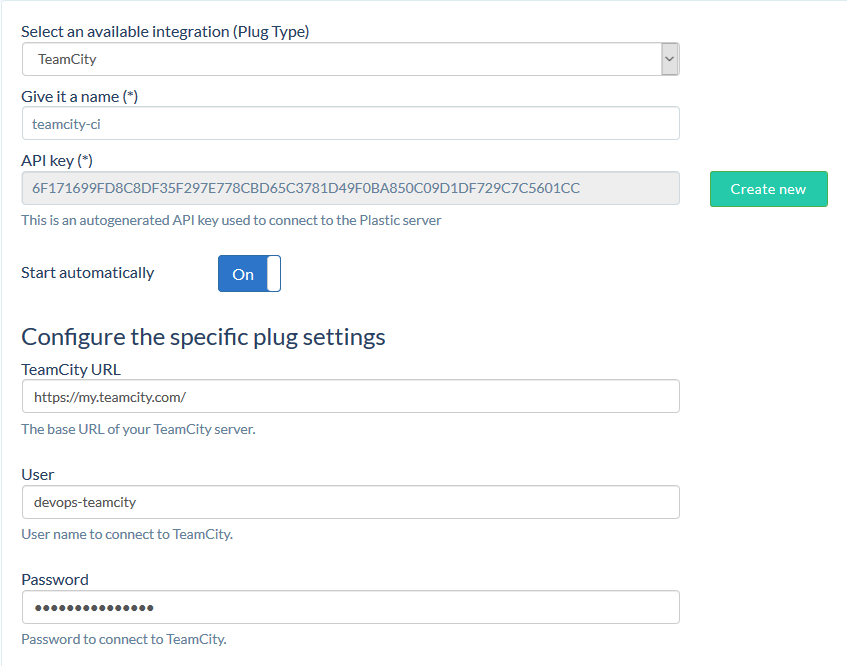 Select an available integration (Plug Type)
TeamCity
Give it a name (*)
teamcity-ci
API key (*)
6F171699FD8C8DF35F297E778CBD65C3781D49F0BA850C09D1DF729C7C5601CC
Create new
This is an autogenerated API key used to connect to the Plastic server
Start automatically
On
Configure the specific plug settings
TeamCity URL
https://my.teamcity.com/
The base URL of your TeamCity server.
User
devops-teamcity
User name to connect to TeamCity.
Password
•••••••••••••••
Password to connect to TeamCity.